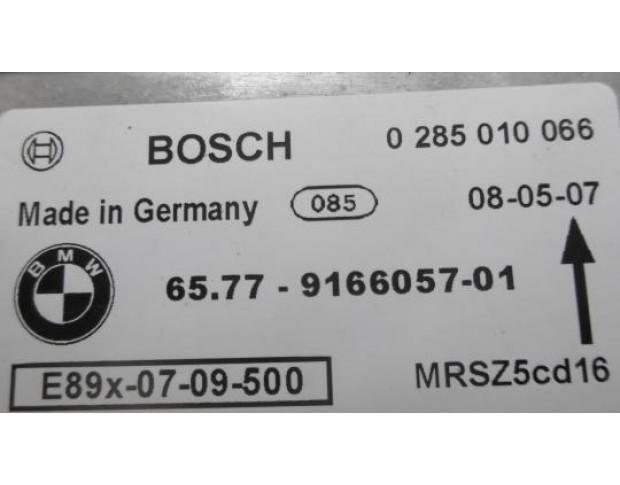 BOSCH 0 285 010 066
Made in Germany 085 08-05-07
BMW 65.77 - 9166057-01
E89x-07-09-500 MRSZ5cd16